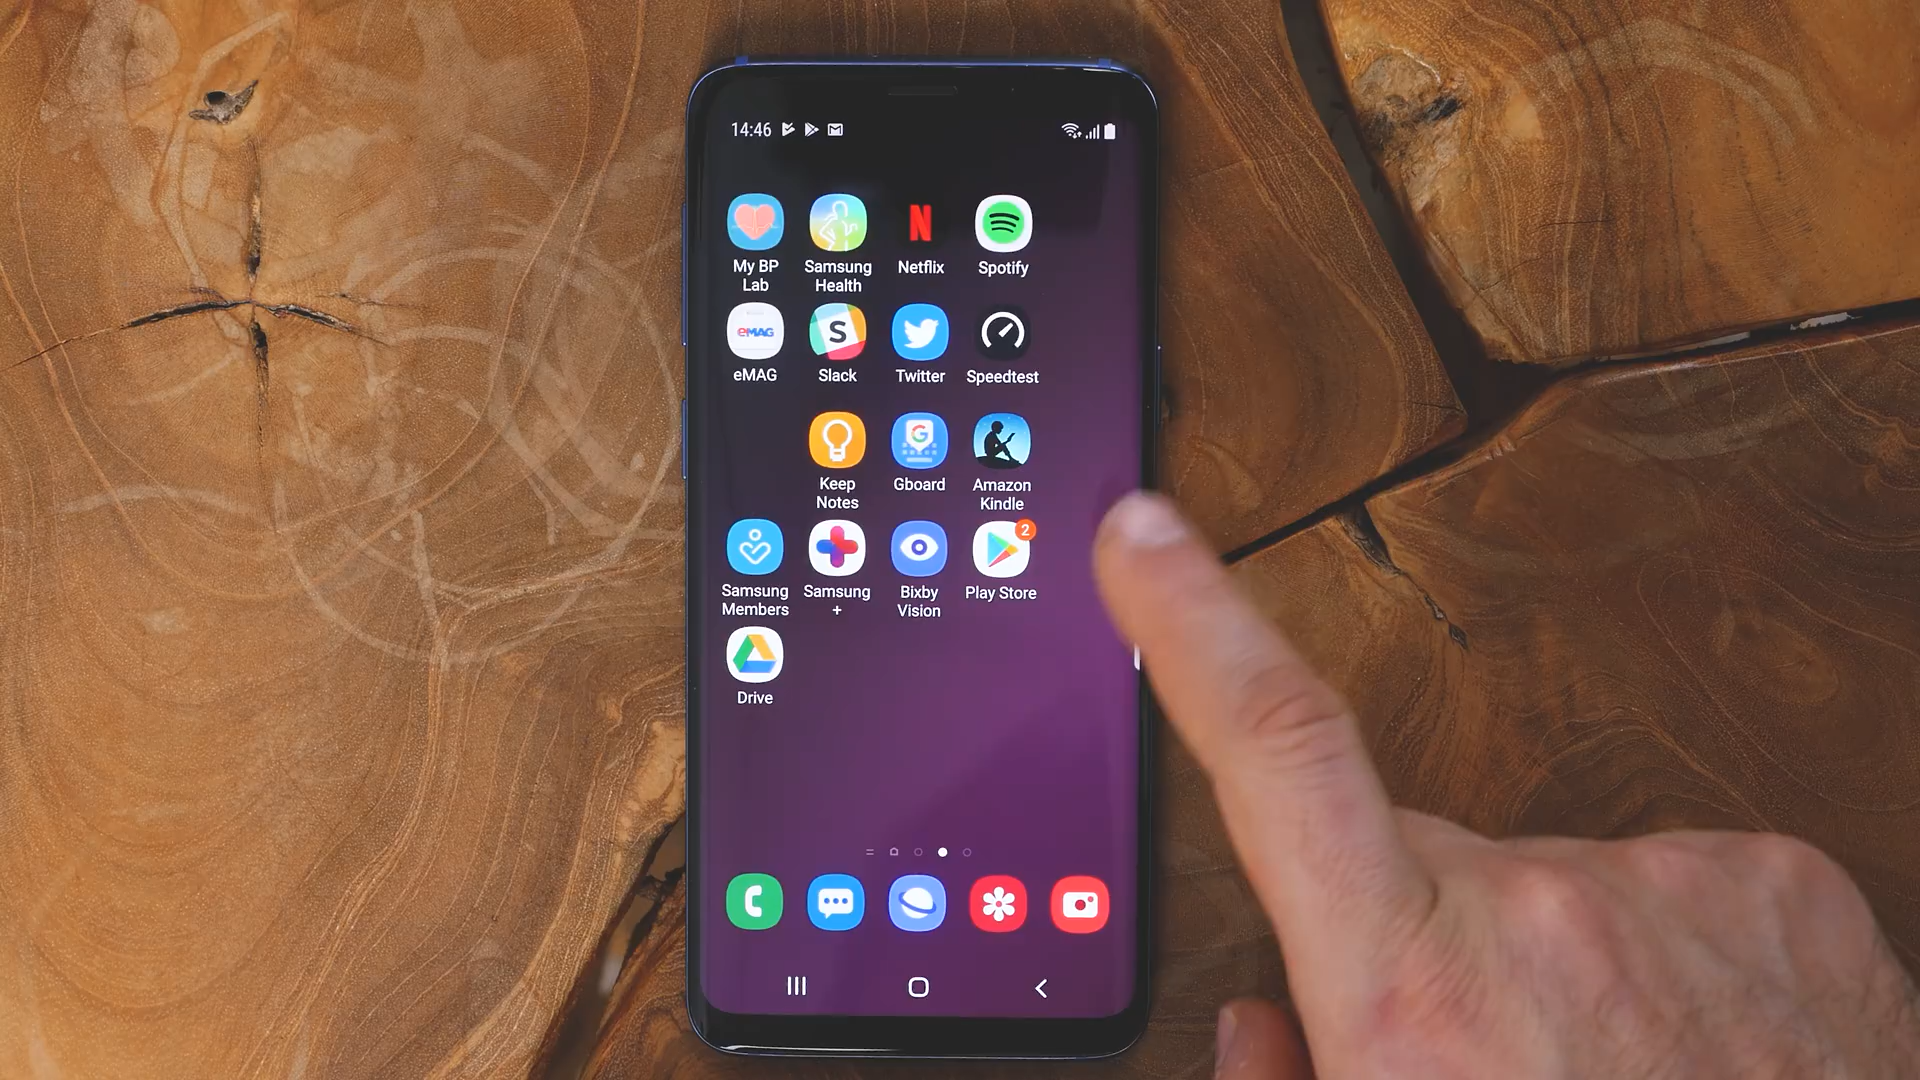 14:46
My BP
Lab
Samsung
Health
Netflix
Spotify
eMAG
eMAG
S
Slack
Twitter
Speedtest
Keep
Notes
G
Gboard
Amazon
Kindle
2
Samsung
Members
Samsung
+
Bixby
Vision
Play Store
Drive